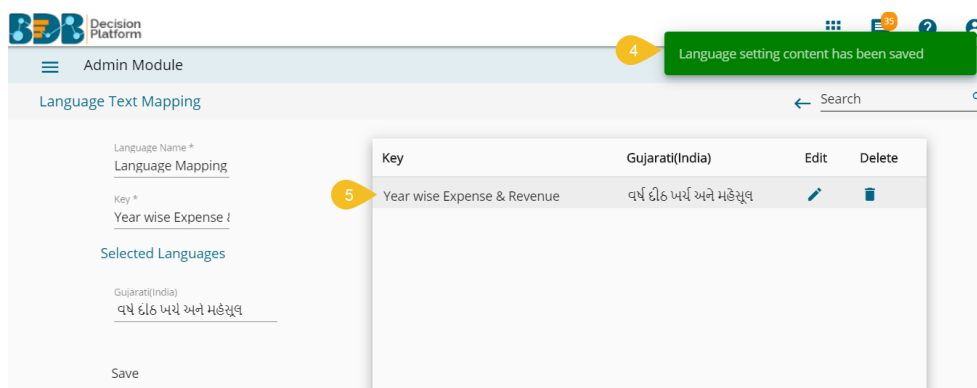 BDB Decision Platform
35
4 Language setting content has been saved
Admin Module
Language Text Mapping
Search
Language Name *
Language Mapping
Key *
Year wise Expense &
Selected Languages
Gujarati(India)
વર્ષ દીઠ ખર્ચ અને મહેસૂલ
Save
Key Gujarati(India) Edit Delete
5 Year wise Expense & Revenue વર્ષ દીઠ ખર્ચ અને મહેસૂલ